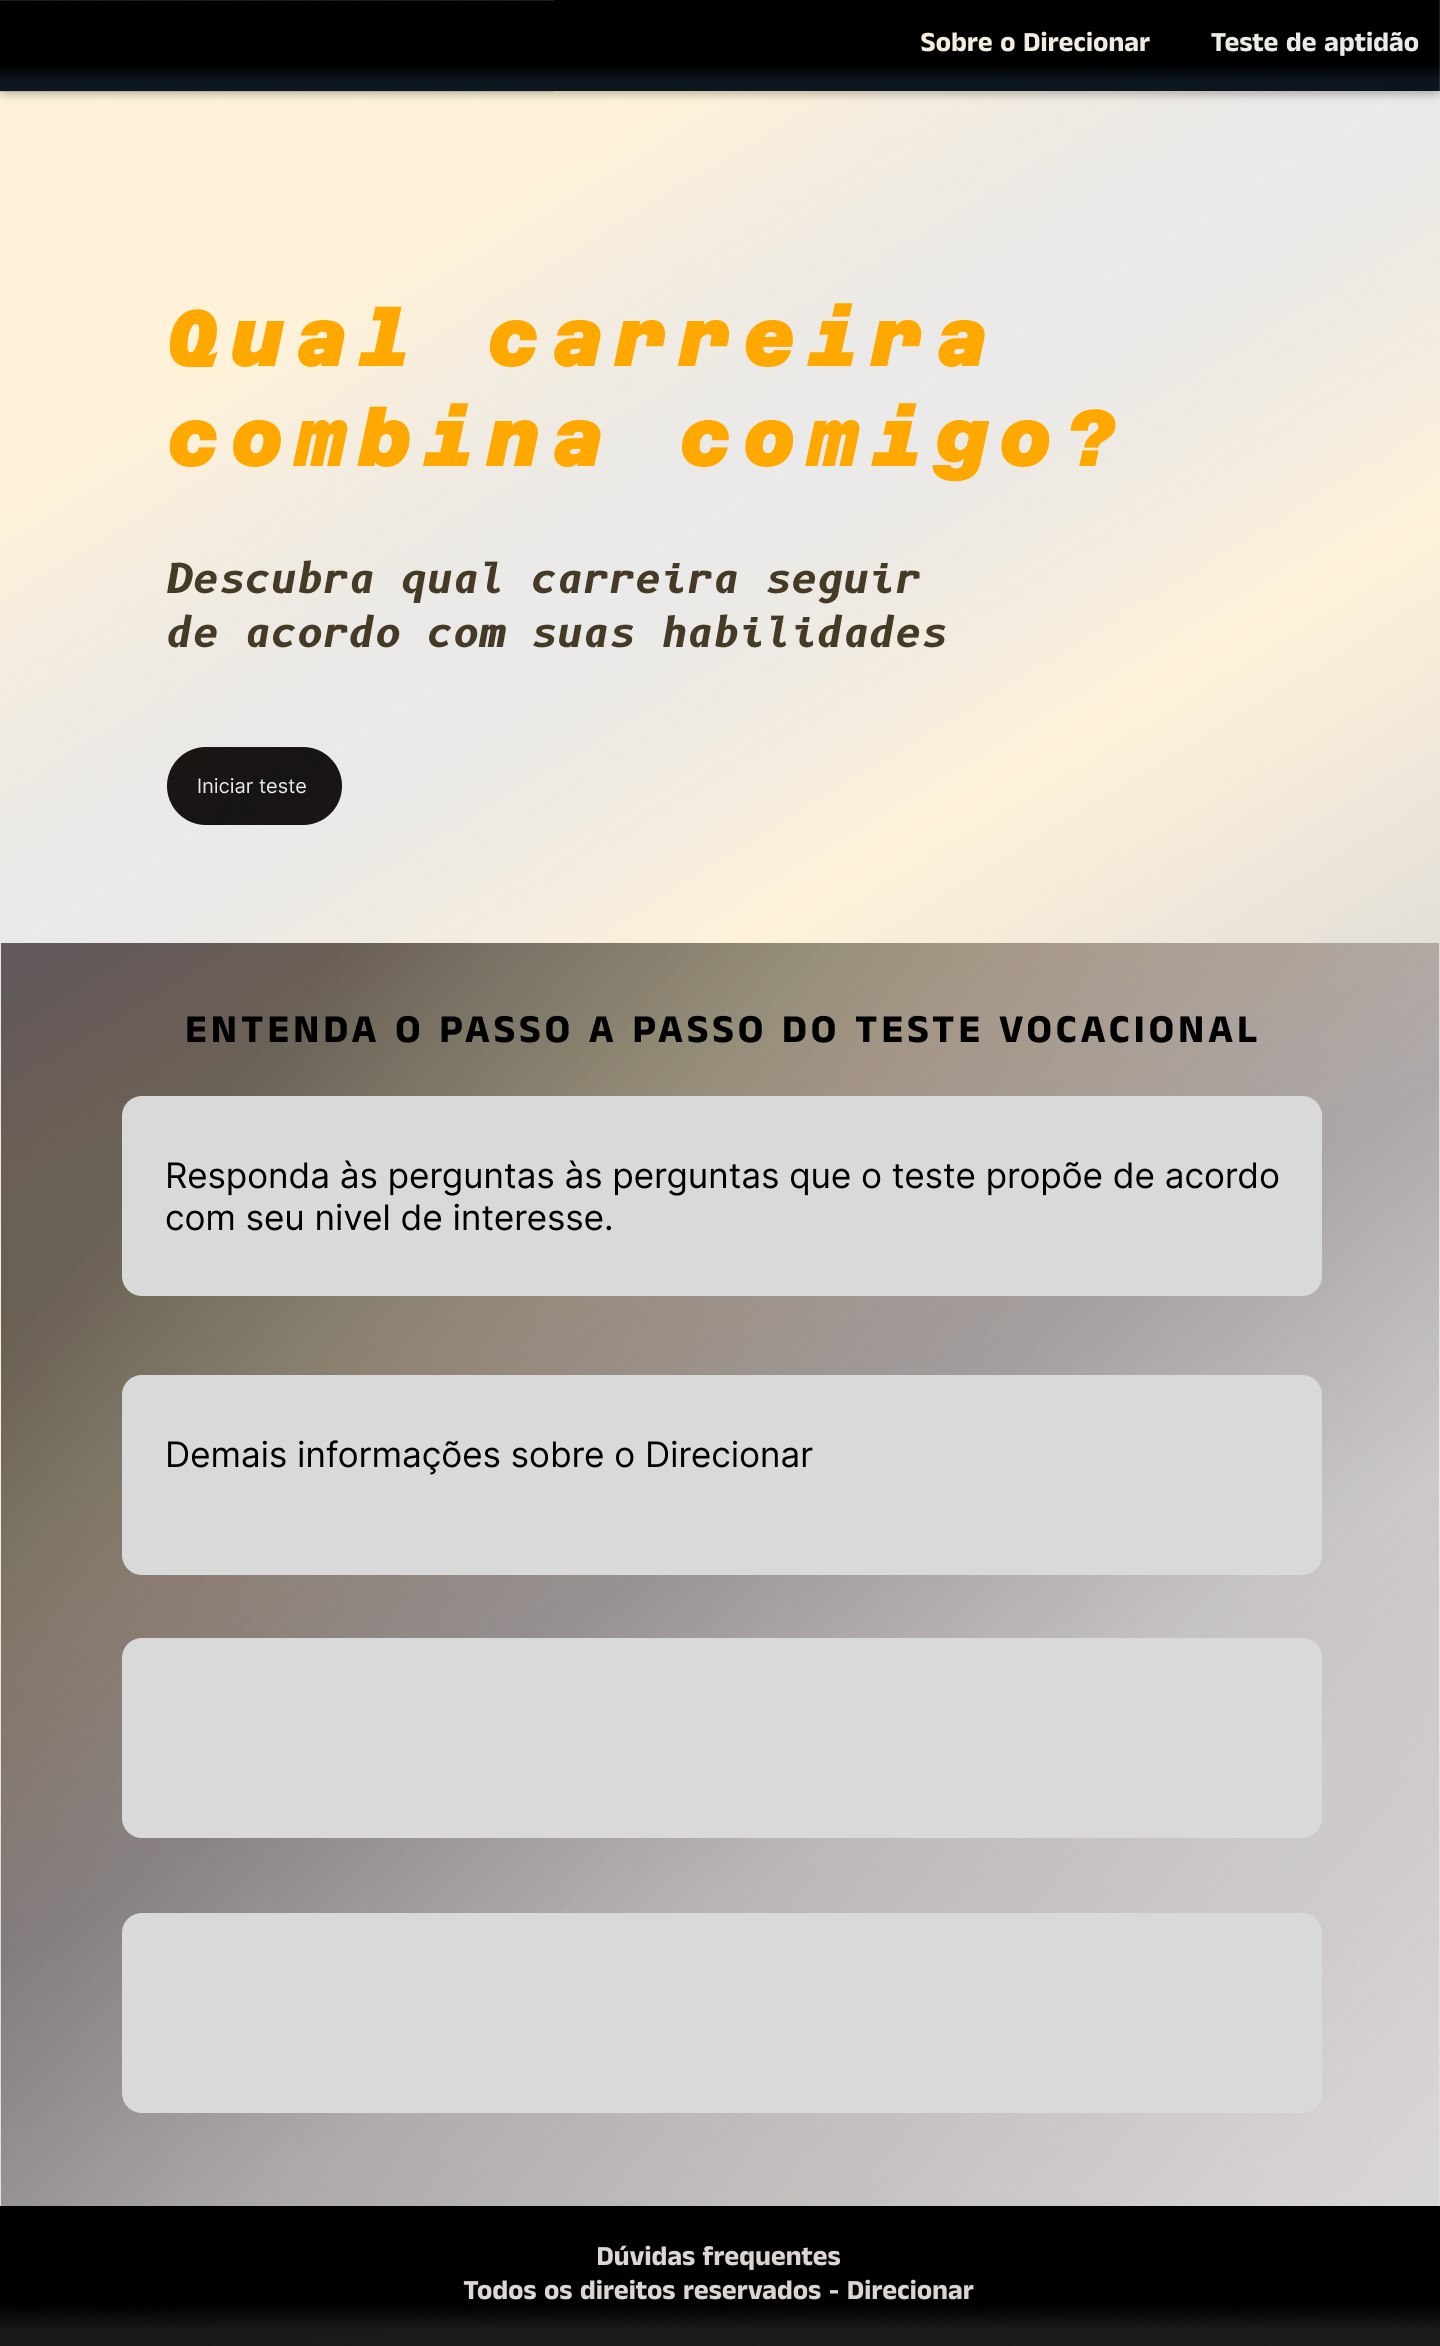 Sobre o Direcionar Teste de aptidão
Qual carreira
combina comigo?
Descubra qual carreira seguir
de acordo com suas habilidades
Iniciar teste
ENTENDA O PASSO A PASSO DO TESTE VOCACIONAL
Responda às perguntas às perguntas que o teste propõe de acordo
com seu nivel de interesse.
Demais informações sobre o Direcionar
Dúvidas frequentes
Todos os direitos reservados - Direcionar